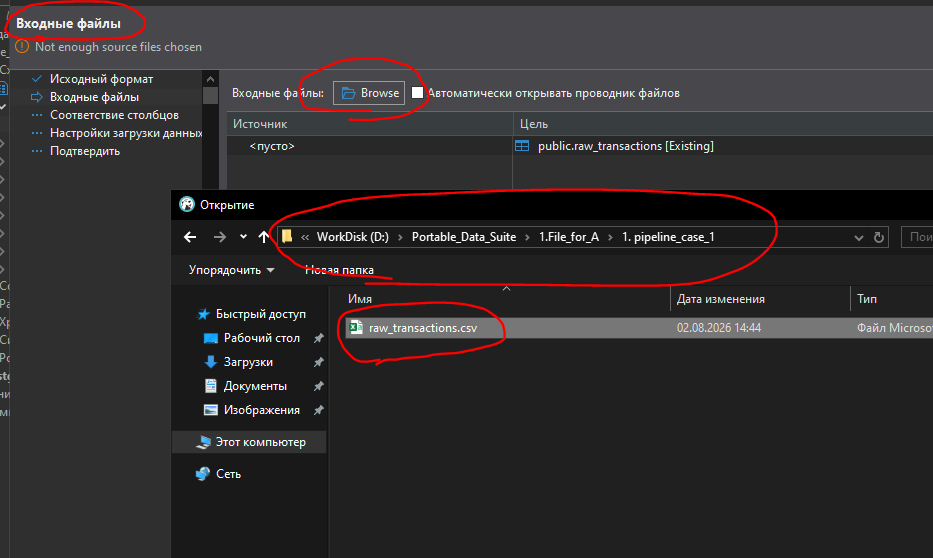 Входные файлы
Not enough source files chosen
Исходный формат
Входные файлы
Соответствие столбцов
Настройки загрузки данных
Подтвердить
Входные файлы: Browse Автоматически открывать проводник файлов
Источник Цель
<пусто> public.raw_transactions [Existing]
Открытие
« WorkDisk (D:) › Portable_Data_Suite › 1.File_for_A › 1. pipeline_case_1
Упорядочить Новая папка
Имя Дата изменения Тип
raw_transactions.csv 02.08.2026 14:44 Файл Microso
Быстрый доступ
Рабочий стол
Загрузки
Документы
Изображения
Этот компьютер
Сеть